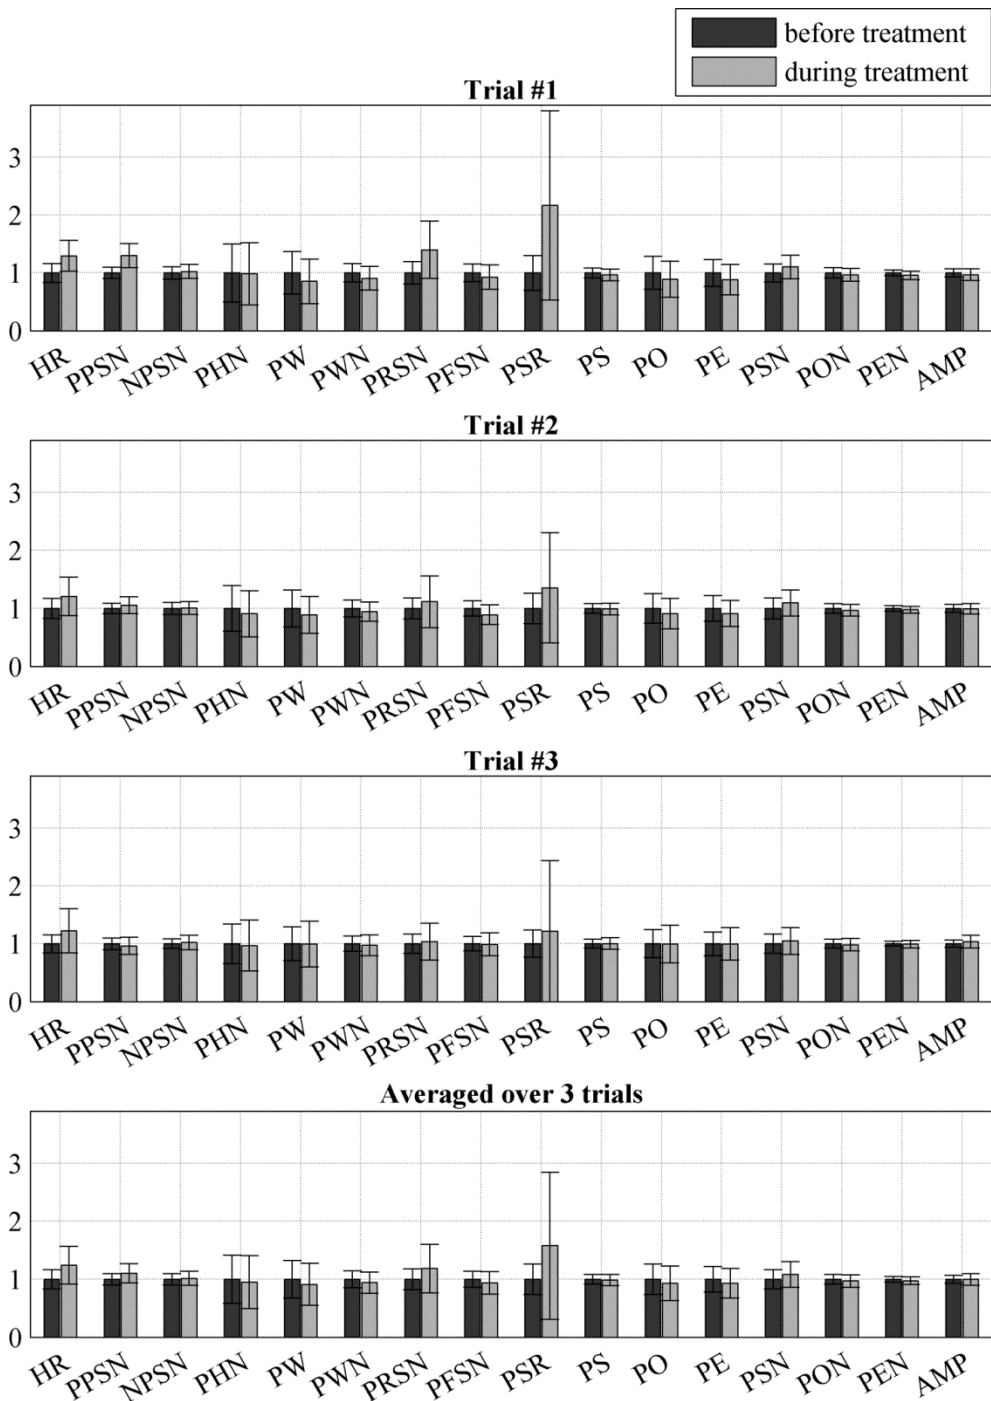 before treatment
during treatment
Trial #1
3
2
1
0
HR PPSN NPSN PHN PW PWN PRSN PFSN PSR PS PO PE PSN PON PEN AMP
Trial #2
3
2
1
0
HR PPSN NPSN PHN PW PWN PRSN PFSN PSR PS PO PE PSN PON PEN AMP
Trial #3
3
2
1
0
HR PPSN NPSN PHN PW PWN PRSN PFSN PSR PS PO PE PSN PON PEN AMP
Averaged over 3 trials
3
2
1
0
HR PPSN NPSN PHN PW PWN PRSN PFSN PSR PS PO PE PSN PON PEN AMP